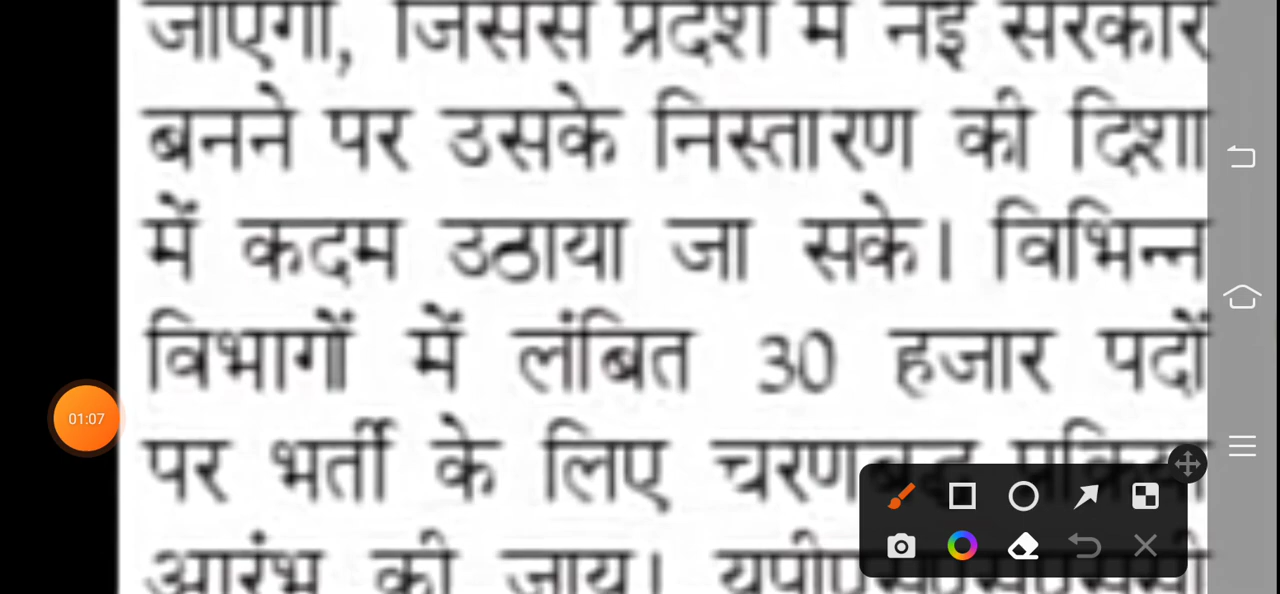 जाएगा, जिससे प्रदेश में नई सरकार
बनने पर उसके निस्तारण की दिशा
में कदम उठाया जा सके। विभिन्न
विभागों में लंबित 30 हजार पदों
01:07
पर भर्ती के लिए
आरंभ की जाय।